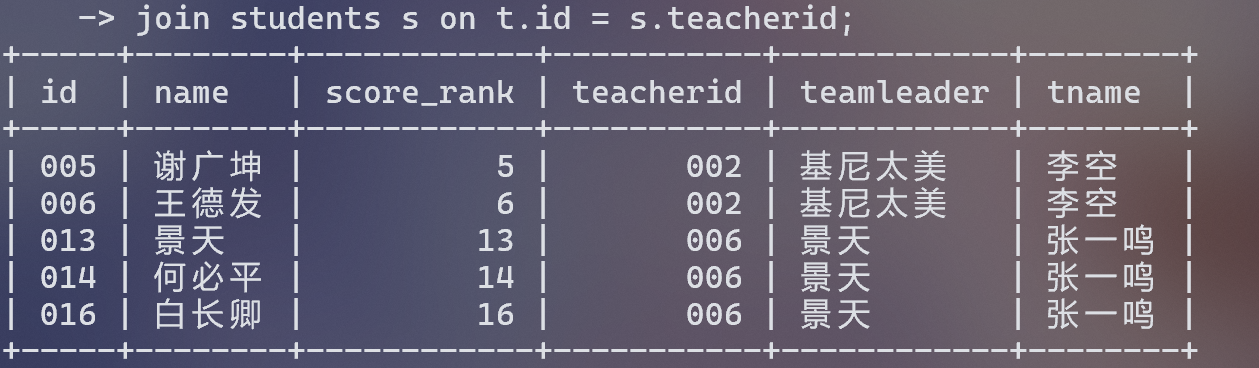 -> join students s on t.id = s.teacherid;
+-----+--------+------------+-----------+------------+--------+
| id | name | score_rank | teacherid | teamleader | tname |
+-----+--------+------------+-----------+------------+--------+
| 005 | 谢广坤 | 5 | 002 | 基尼太美 | 李空 |
| 006 | 王德发 | 6 | 002 | 基尼太美 | 李空 |
| 013 | 景天 | 13 | 006 | 景天 | 张一鸣 |
| 014 | 何必平 | 14 | 006 | 景天 | 张一鸣 |
| 016 | 白长卿 | 16 | 006 | 景天 | 张一鸣 |
+-----+--------+------------+-----------+------------+--------+